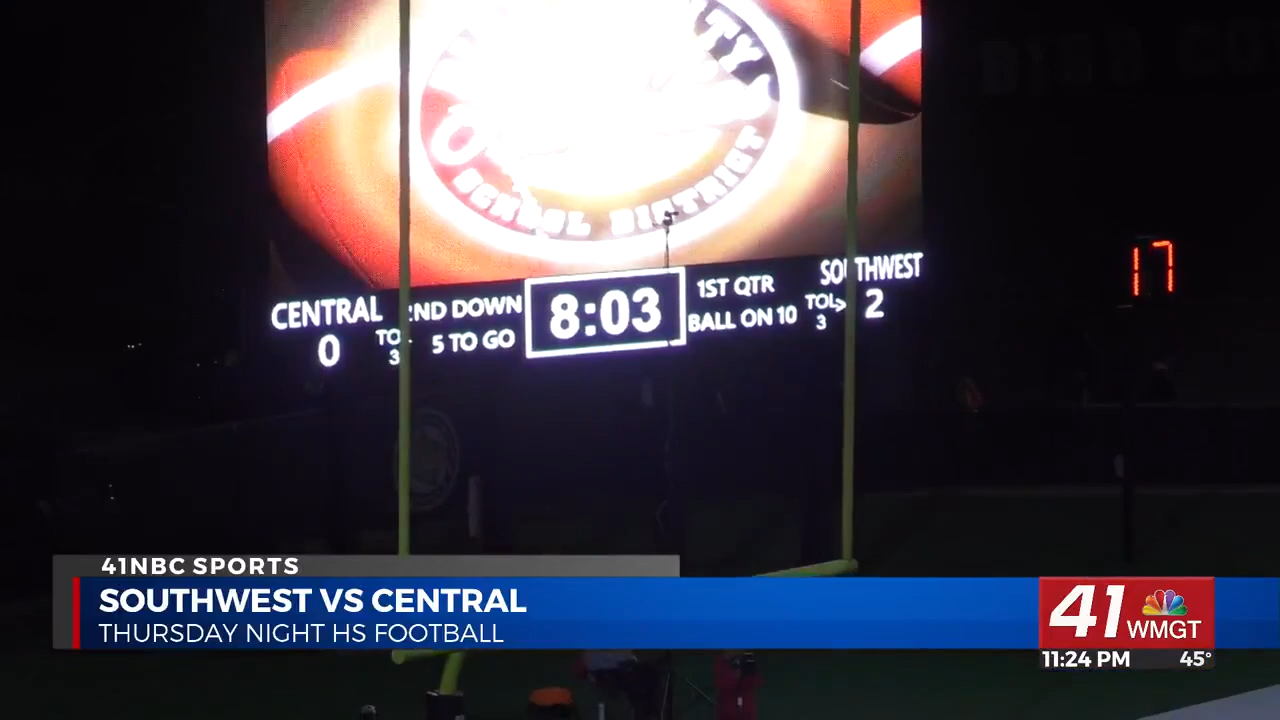 SCHOOL DISTRICT
CENTRAL
0
2ND DOWN
5 TO GO
3
8:03
1ST QTR
BALL ON 10
TOL>
3
SOUTHWEST
2
17
41NBC SPORTS
SOUTHWEST VS CENTRAL
THURSDAY NIGHT HS FOOTBALL
41
WMGT
11:24 PM 45°